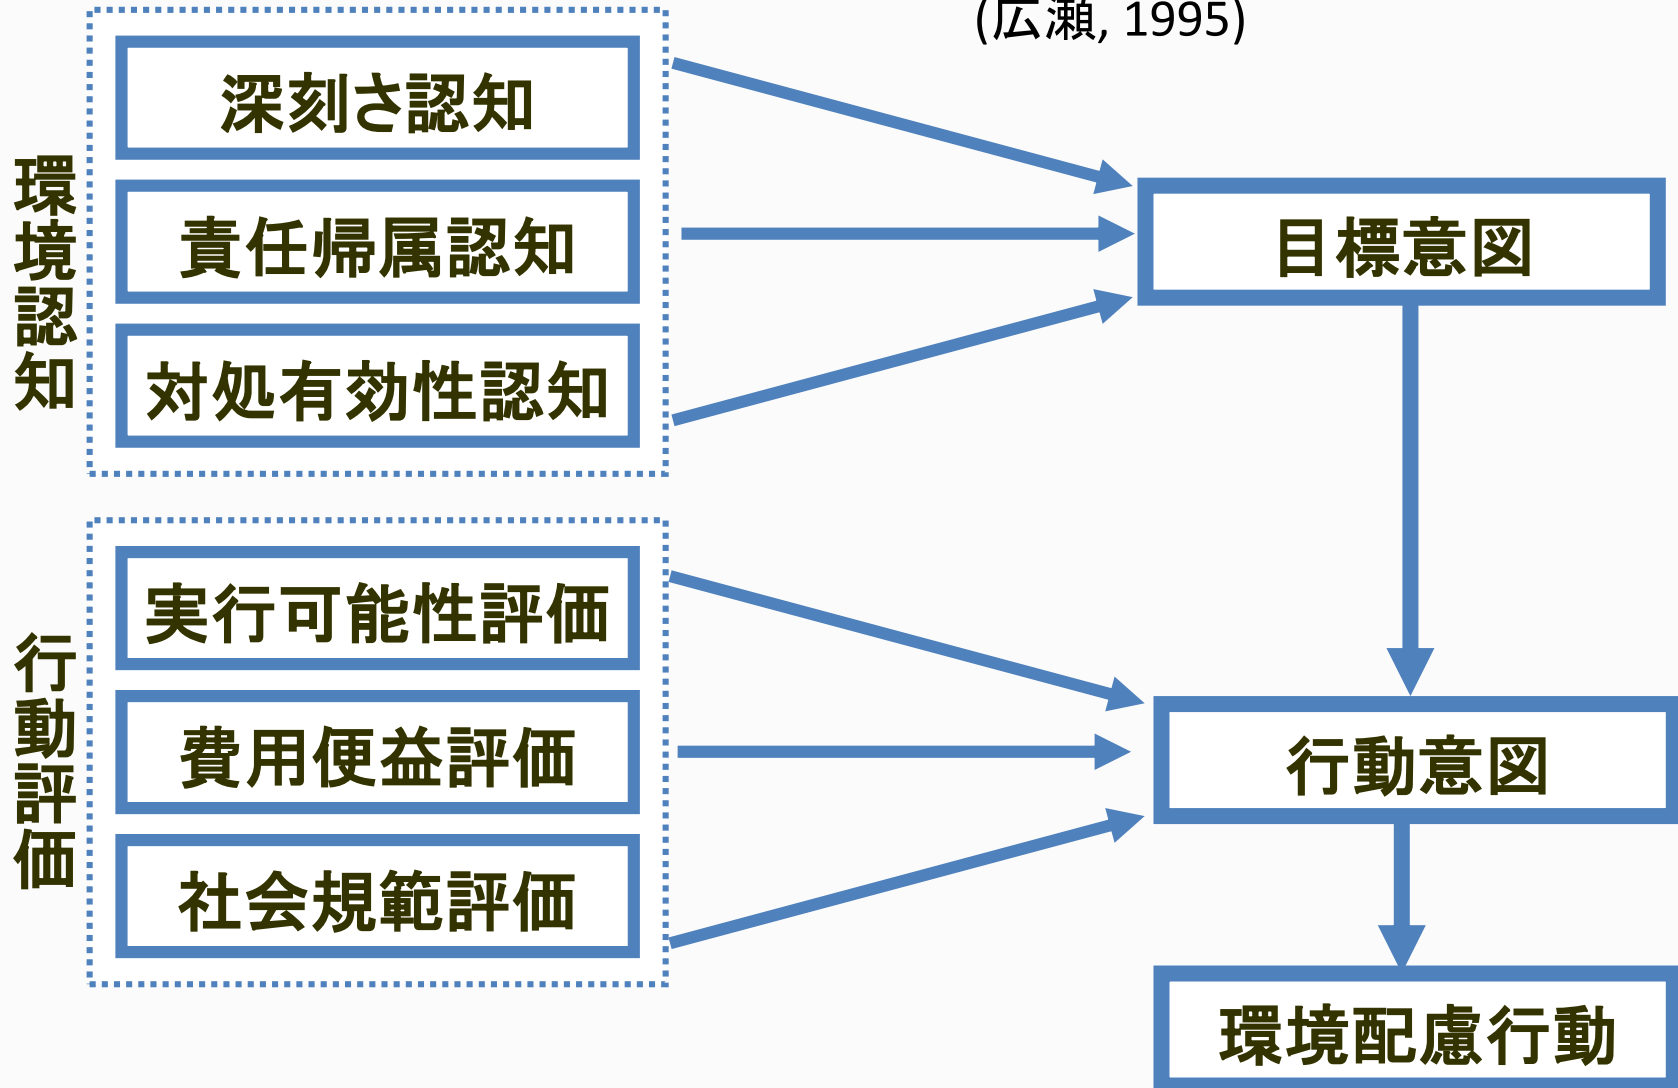 (広瀬, 1995)
環境認知
深刻さ認知
責任帰属認知
対処有効性認知
目標意図
行動評価
実行可能性評価
費用便益評価
社会規範評価
行動意図
環境配慮行動